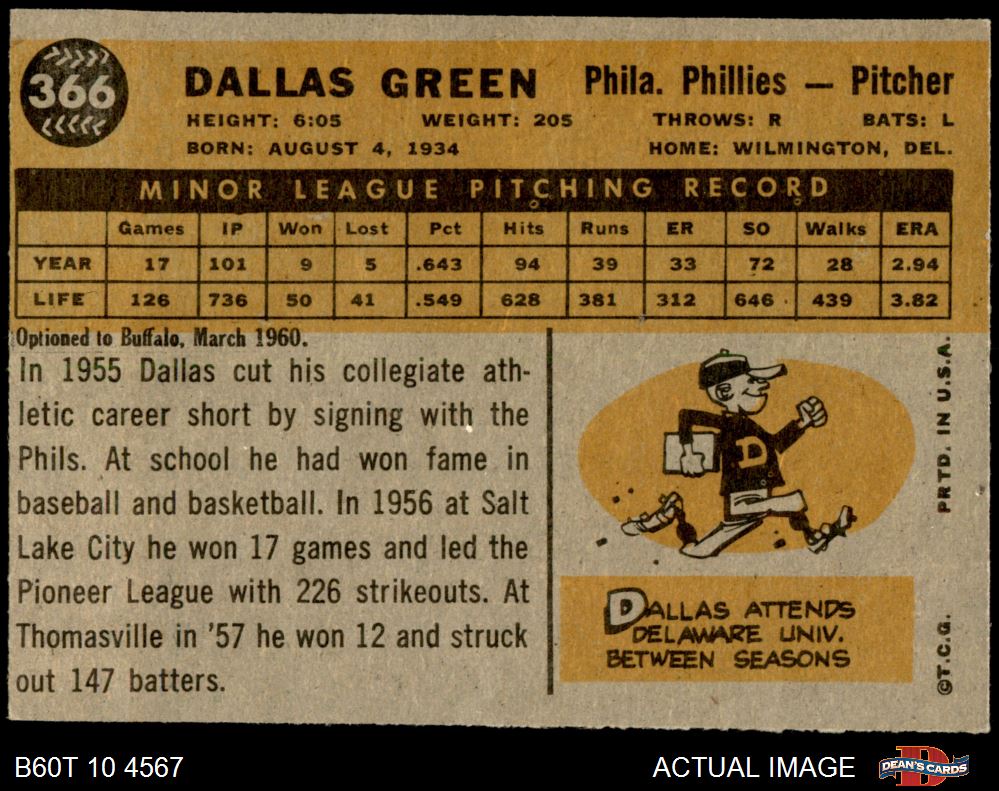 366
DALLAS GREEN Phila. Phillies — Pitcher
HEIGHT: 6:05 WEIGHT: 205 THROWS: R BATS: L
BORN: AUGUST 4, 1934 HOME: WILMINGTON, DEL.
MINOR LEAGUE PITCHING RECORD
Games IP Won Lost Pct Hits Runs ER SO Walks ERA
YEAR 17 101 9 5 .643 94 39 33 72 28 2.94
LIFE 126 736 50 41 .549 628 381 312 646 439 3.82
Optioned to Buffalo, March 1960.
In 1955 Dallas cut his collegiate ath-
letic career short by signing with the
Phils. At school he had won fame in
baseball and basketball. In 1956 at Salt
Lake City he won 17 games and led the
Pioneer League with 226 strikeouts. At
Thomasville in '57 he won 12 and struck
out 147 batters.
D
DALLAS ATTENDS
DELAWARE UNIV.
BETWEEN SEASONS
©T.C.G. PRTD. IN U.S.A.
B60T 10 4567 ACTUAL IMAGE
D
DEAN'S CARDS